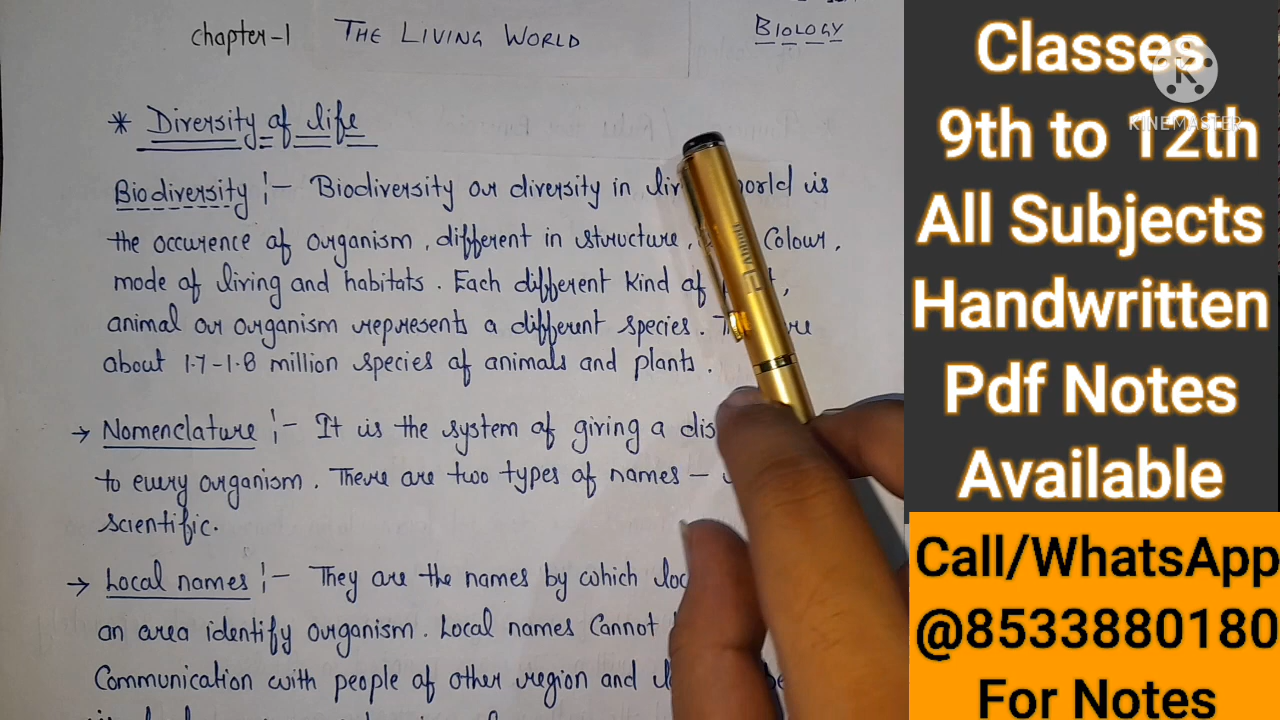 chapter-1 THE LIVING WORLD BIOLOGY
* Diversity of life
Biodiversity :- Biodiversity or diversity in world is
the occurence of organism, different in structure, Colour,
mode of living and habitats. Each different kind of
animal or organism represents a different species.
about 1.7-1.8 million species of animals and plants.
→ Nomenclature :- It is the system of giving a
to every organism. There are two types of names -
scientific.
→ Local names :- They are the names by which
an area identify organism. Local names Cannot
Communication with people of other region and
Classes
9th to 12th
All Subjects
Handwritten
Pdf Notes
Available
Call/WhatsApp
@8533880180
For Notes
K
KINEMASTER